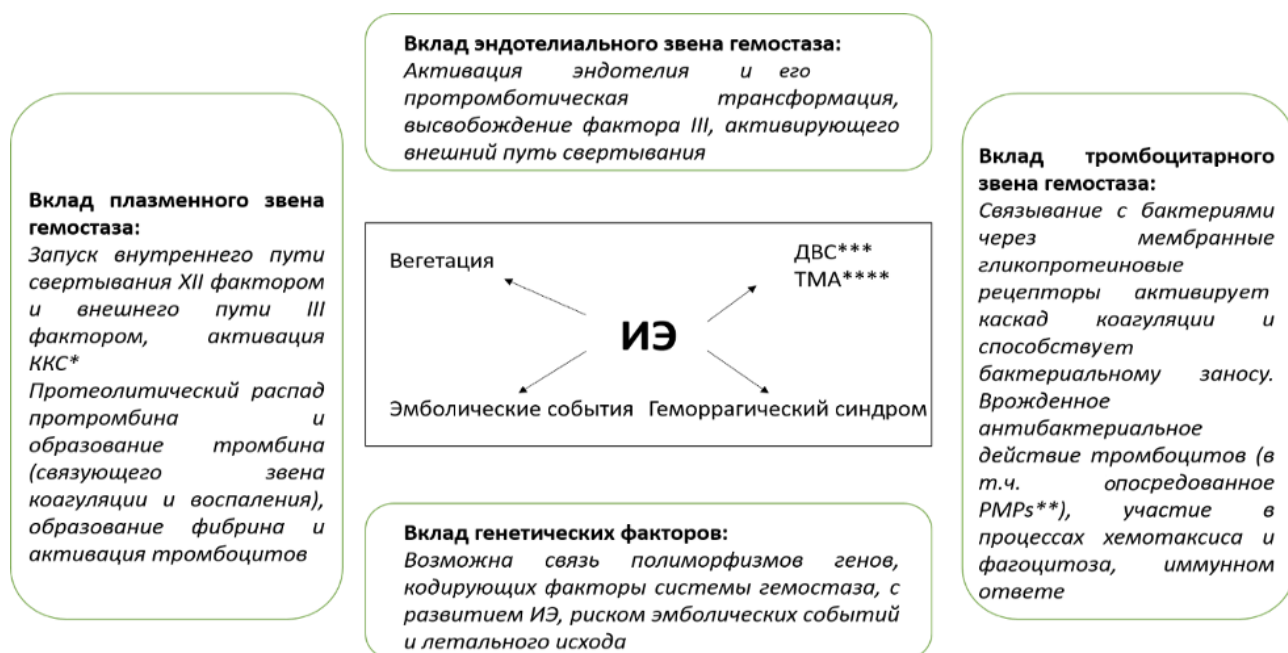 Вклад эндотелиального звена гемостаза:
Активация эндотелия и его
протромботическая трансформация,
высвобождение фактора III, активирующего
внешний путь свертывания
Вклад плазменного звена
гемостаза:
Запуск внутреннего пути
свертывания XII фактором
и внешнего пути III
фактором, активация
ККС*
Протеолитический распад
протромбина и
образование тромбина
(связующего звена
коагуляции и воспаления),
образование фибрина и
активация тромбоцитов
Вегетация
ДВС***
ТМА****
ИЭ
Эмболические события
Геморрагический синдром
Вклад тромбоцитарного
звена гемостаза:
Связывание с бактериями
через мембранные
гликопротеиновые
рецепторы активирует
каскад коагуляции и
способствует
бактериальному заносу.
Врожденное
антибактериальное
действие тромбоцитов (в
т.ч. опосредованное
PMPs**), участие в
процессах хемотаксиса и
фагоцитоза, иммунном
ответе
Вклад генетических факторов:
Возможна связь полиморфизмов генов,
кодирующих факторы системы гемостаза, с
развитием ИЭ, риском эмболических событий
и летального исхода